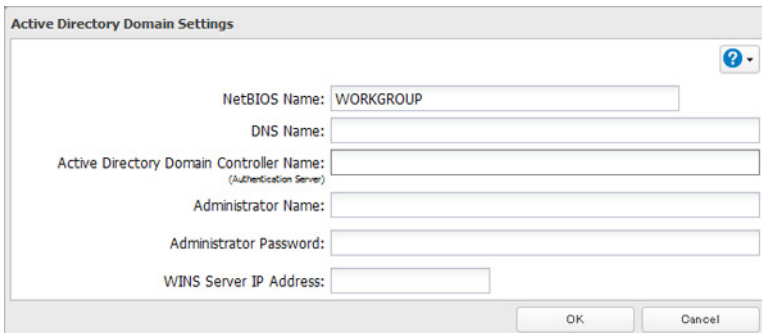 Active Directory Domain Settings
?
NetBIOS Name: WORKGROUP
DNS Name:
Active Directory Domain Controller Name:
(Authentication Server)
Administrator Name:
Administrator Password:
WINS Server IP Address:
OK Cancel